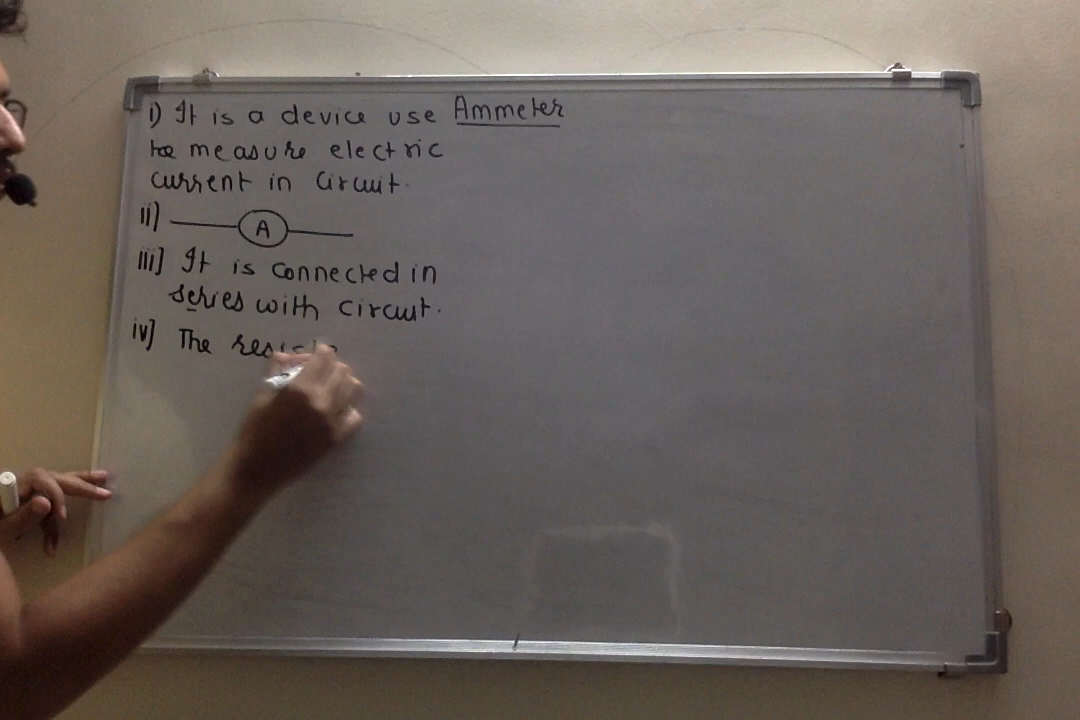 Ammeter
i) It is a device use
to measure electric
current in circuit.
ii] A
iii] It is connected in
series with circuit.
iv] The